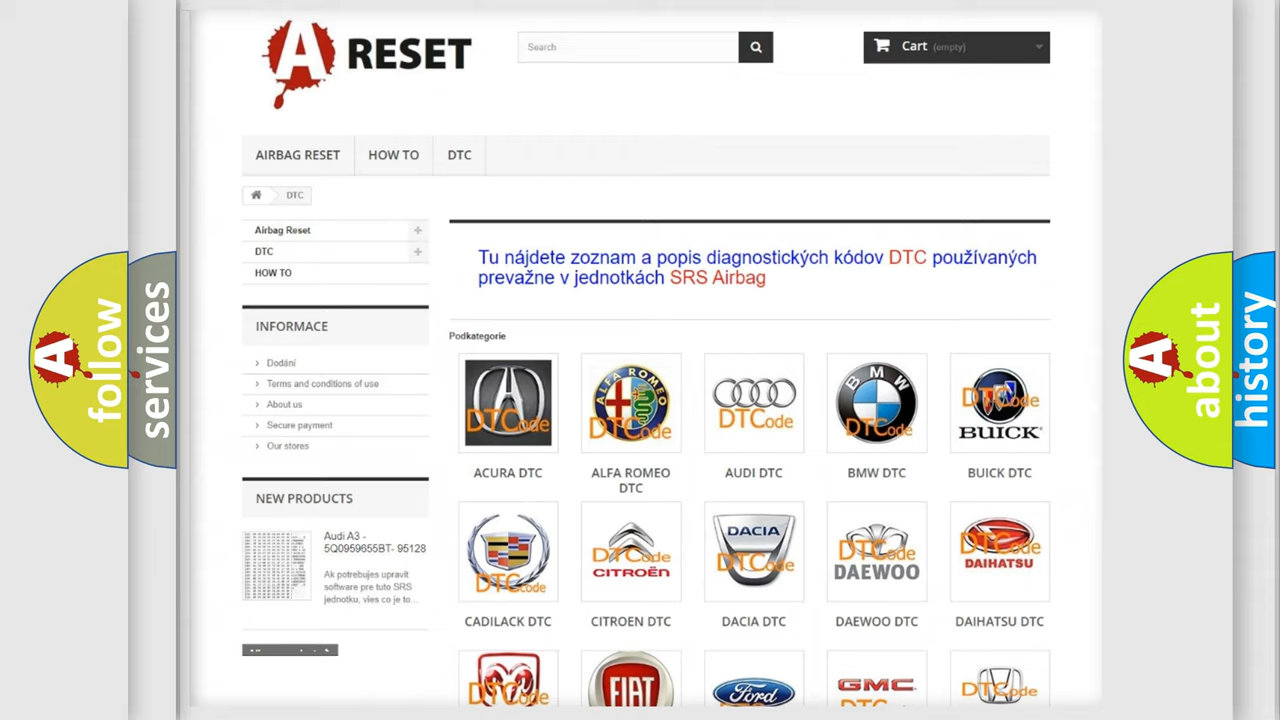 A RESET
Search
Cart (empty)
AIRBAG RESET
HOW TO
DTC
DTC
Airbag Reset
DTC
HOW TO
Tu nájdete zoznam a popis diagnostických kódov DTC používaných
prevažne v jednotkách SRS Airbag
INFORMACE
Dodání
Terms and conditions of use
About us
Secure payment
Our stores
NEW PRODUCTS
Audi A3 -
5Q0959655BT- 95128
Ak potrebujes upravit
software pre tuto SRS
jednotku, vies co je to...
Podkategorie
DTCode
ALFA ROMEO
DTCode
DTCode
BMW
DTCode
DTCode
BUICK
ACURA DTC
ALFA ROMEO
DTC
AUDI DTC
BMW DTC
BUICK DTC
DTCode
DTCode
CITROËN
DACIA
DTCode
DTCode
DAEWOO
DTCode
DAIHATSU
CADILACK DTC
CITROEN DTC
DACIA DTC
DAEWOO DTC
DAIHATSU DTC
DTCode
FIAT
Ford
GMC
DTCode
A follow
services
A about
history